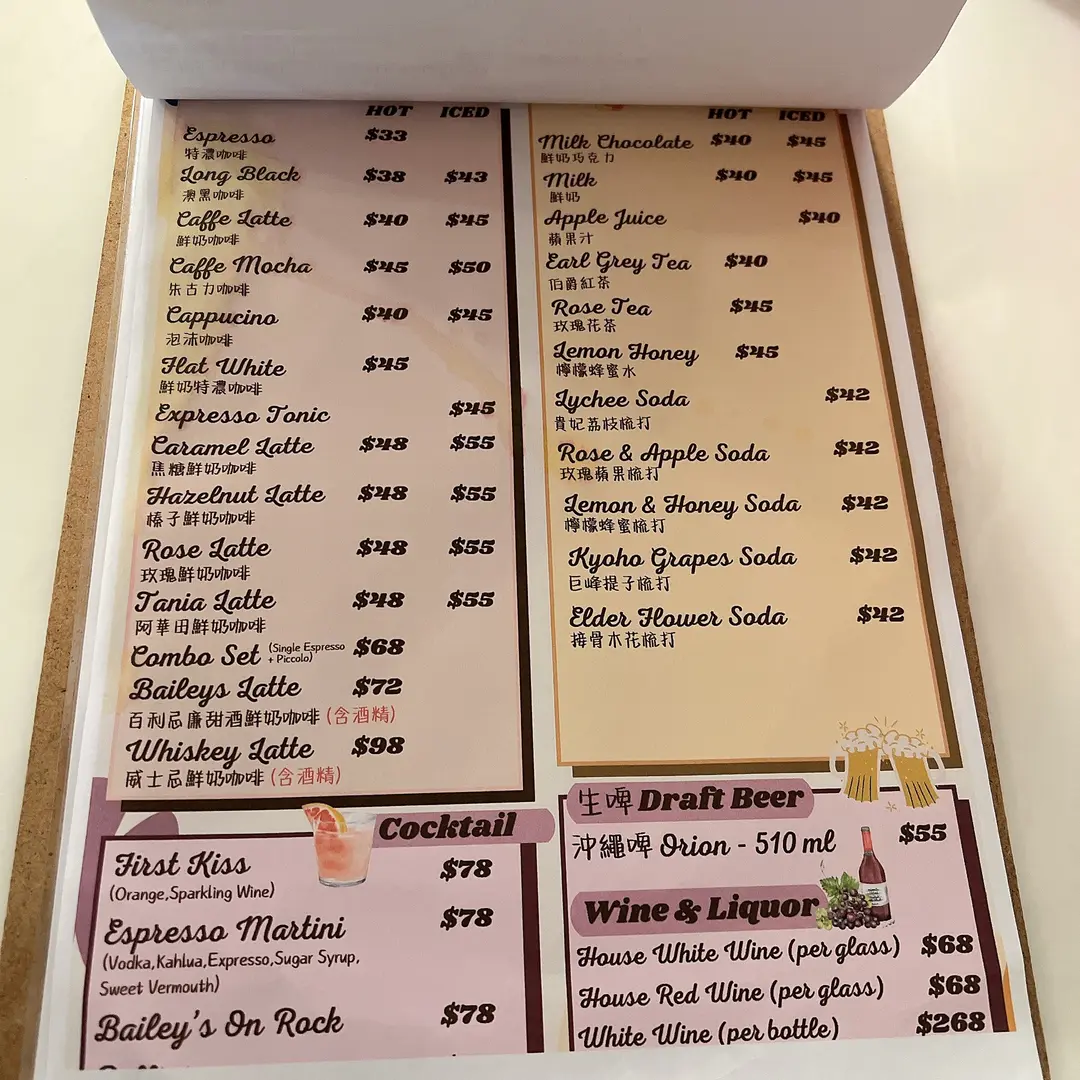 HOT ICED
Espresso $33
特濃咖啡
Long Black $38 $43
澳黑咖啡
Caffe Latte $40 $45
鮮奶咖啡
Caffe Mocha $45 $50
朱古力咖啡
Cappucino $40 $45
泡沫咖啡
Flat White $45
鮮奶特濃咖啡
Expresso Tonic $45
Caramel Latte $48 $55
焦糖鮮奶咖啡
Hazelnut Latte $48 $55
榛子鮮奶咖啡
Rose Latte $48 $55
玫瑰鮮奶咖啡
Tania Latte $48 $55
阿華田鮮奶咖啡
Combo Set (Single Espresso + Piccolo) $68
Baileys Latte $72
百利忌廉甜酒鮮奶咖啡 (含酒精)
Whiskey Latte $98
威士忌鮮奶咖啡 (含酒精)
HOT ICED
Milk Chocolate $40 $45
鮮奶巧克力
Milk $40 $45
鮮奶
Apple Juice $40
蘋果汁
Earl Grey Tea $40
伯爵紅茶
Rose Tea $45
玫瑰花茶
Lemon Honey $45
檸檬蜂蜜水
Lychee Soda $42
貴妃荔枝梳打
Rose & Apple Soda $42
玫瑰蘋果梳打
Lemon & Honey Soda $42
檸檬蜂蜜梳打
Kyoho Grapes Soda $42
巨峰提子梳打
Elder Flower Soda $42
接骨木花梳打
Cocktail
First Kiss $78
(Orange,Sparkling Wine)
Espresso Martini $78
(Vodka,Kahlua,Expresso,Sugar Syrup,
Sweet Vermouth)
Bailey's On Rock $78
生啤 Draft Beer
沖繩啤 Orion - 510 ml $55
Wine & Liquor
House White Wine (per glass) $68
House Red Wine (per glass) $68
White Wine (per bottle) $268